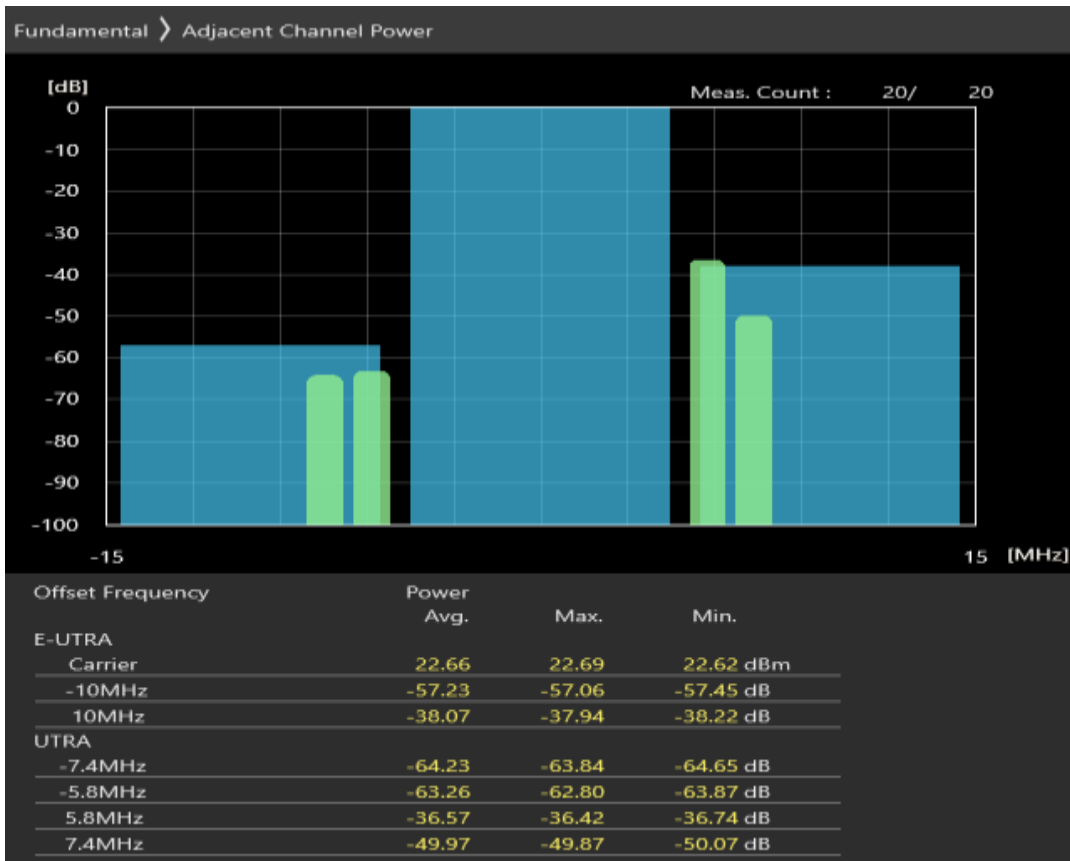 Fundamental 〉 Adjacent Channel Power
[dB]
Meas. Count : 20/ 20
0
-10
-20
-30
-40
-50
-60
-70
-80
-90
-100
-15 15 [MHz]
Offset Frequency Power
Avg. Max. Min.
E-UTRA
Carrier 22.66 22.69 22.62 dBm
-10MHz -57.23 -57.06 -57.45 dB
10MHz -38.07 -37.94 -38.22 dB
UTRA
-7.4MHz -64.23 -63.84 -64.65 dB
-5.8MHz -63.26 -62.80 -63.87 dB
5.8MHz -36.57 -36.42 -36.74 dB
7.4MHz -49.97 -49.87 -50.07 dB